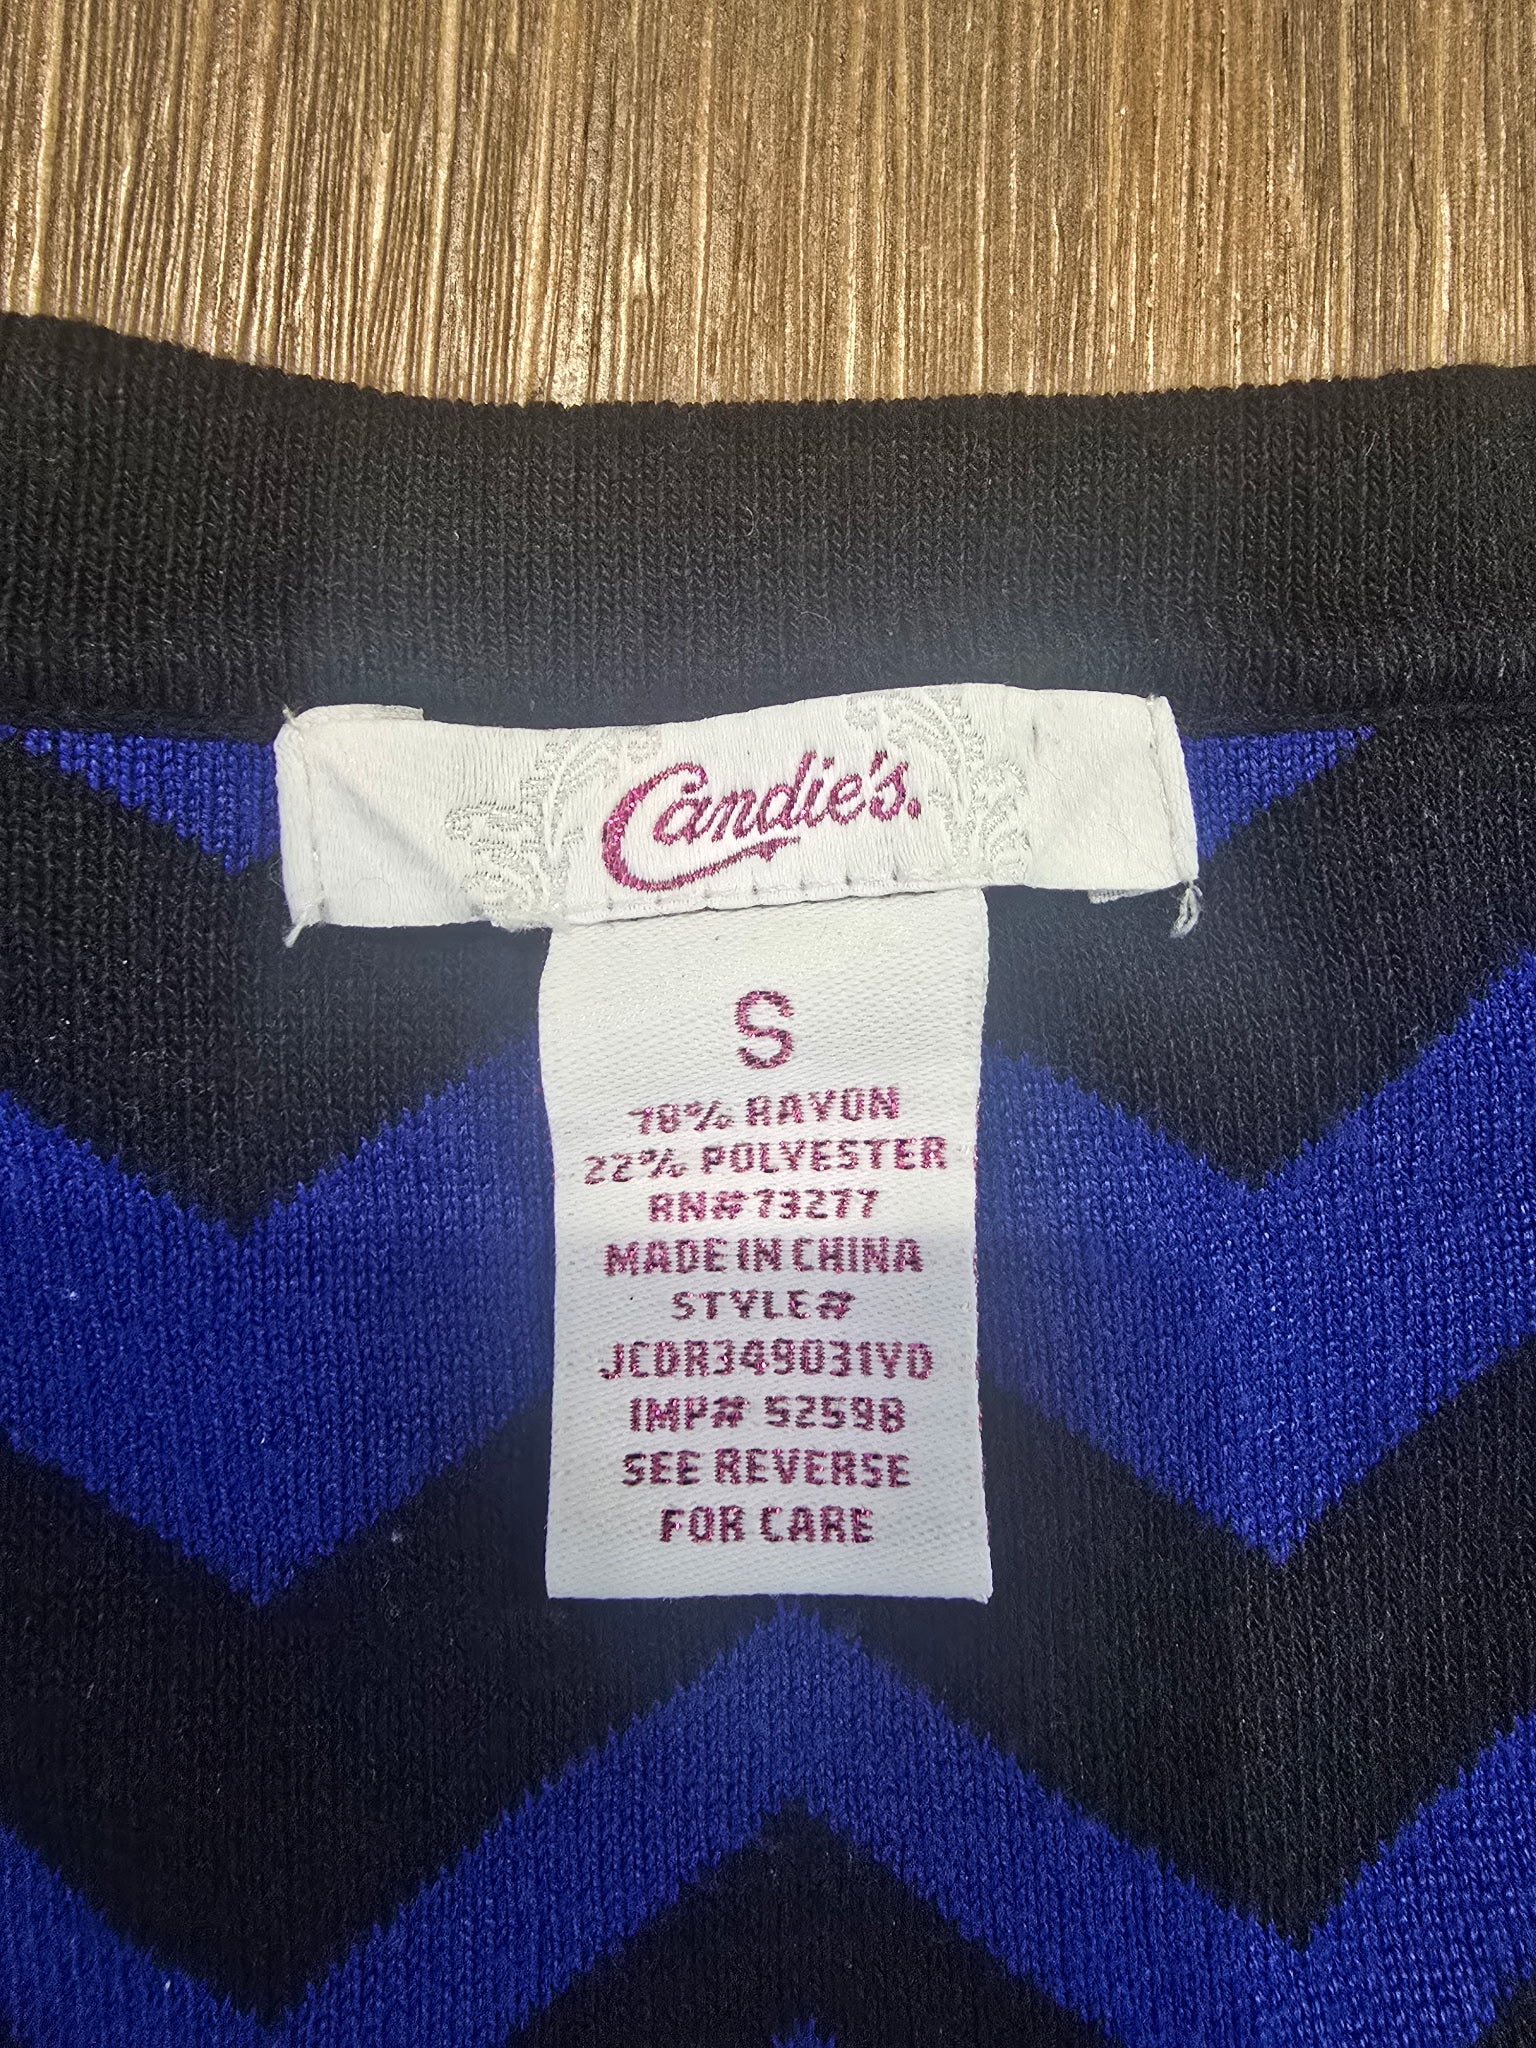 Candie's.
S
78% RAYON
22% POLYESTER
RN# 73277
MADE IN CHINA
STYLE#
JCDR349031YD
IMP# 52598
SEE REVERSE
FOR CARE